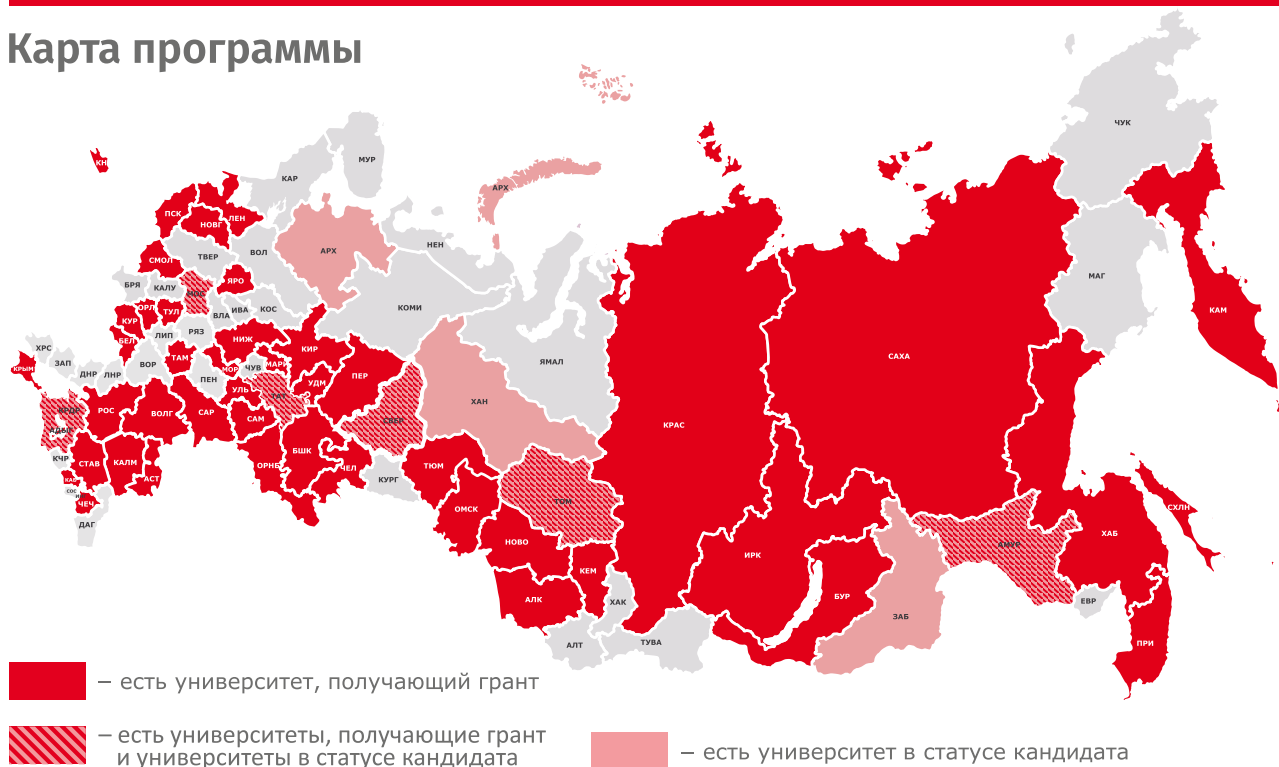 Карта программы
ЧУК
МУР
КН
КАР
АРХ
ПСК
ЛЕН
НОВГ
НЕН
АРХ
ВОЛ
ТВЕР
СМОЛ
МАГ
ЯРО
БРЯ
КАЛУ
КОМИ
КАМ
ОРЛ
ТУЛ
ВЛА
ИВА
КОС
КУР
РЯЗ
ЛИП
БЕЛ
НИЖ
ХРС
КИР
САХА
ТАМ
ЗАП
ЯМАЛ
ВОР
КРЫМ
ДНР
ЛНР
МОР
ЧУВ
МАРИ
ПЕР
ПЕН
УДМ
УЛЬ
ТАТ
ХАН
РОС
ВОЛГ
САР
САМ
СВЕР
КРАС
АДЫГ
БШК
КЧР
СТАВ
КАЛМ
ОРНБ
ЧЕЛ
ТЮМ
КУРГ
АСТ
КАБ
СОС
И
ЧЕЧ
ТОМ
ДАГ
ОМСК
СХЛН
ХАБ
НОВО
АМУР
ИРК
КЕМ
БУР
АЛК
ХАК
ЕВР
ЗАБ
АЛТ
ТУВА
ПРИ
– есть университет, получающий грант
– есть университеты, получающие грант
и университеты в статусе кандидата
– есть университет в статусе кандидата